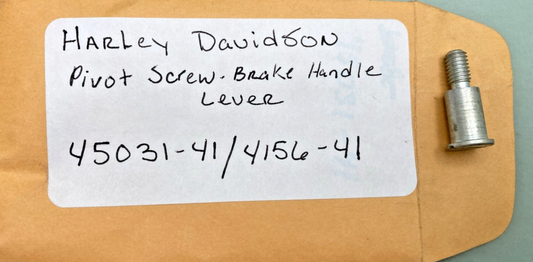 Harley Davidson
Pivot Screw-Brake Handle
Lever
45031-41/4156-41